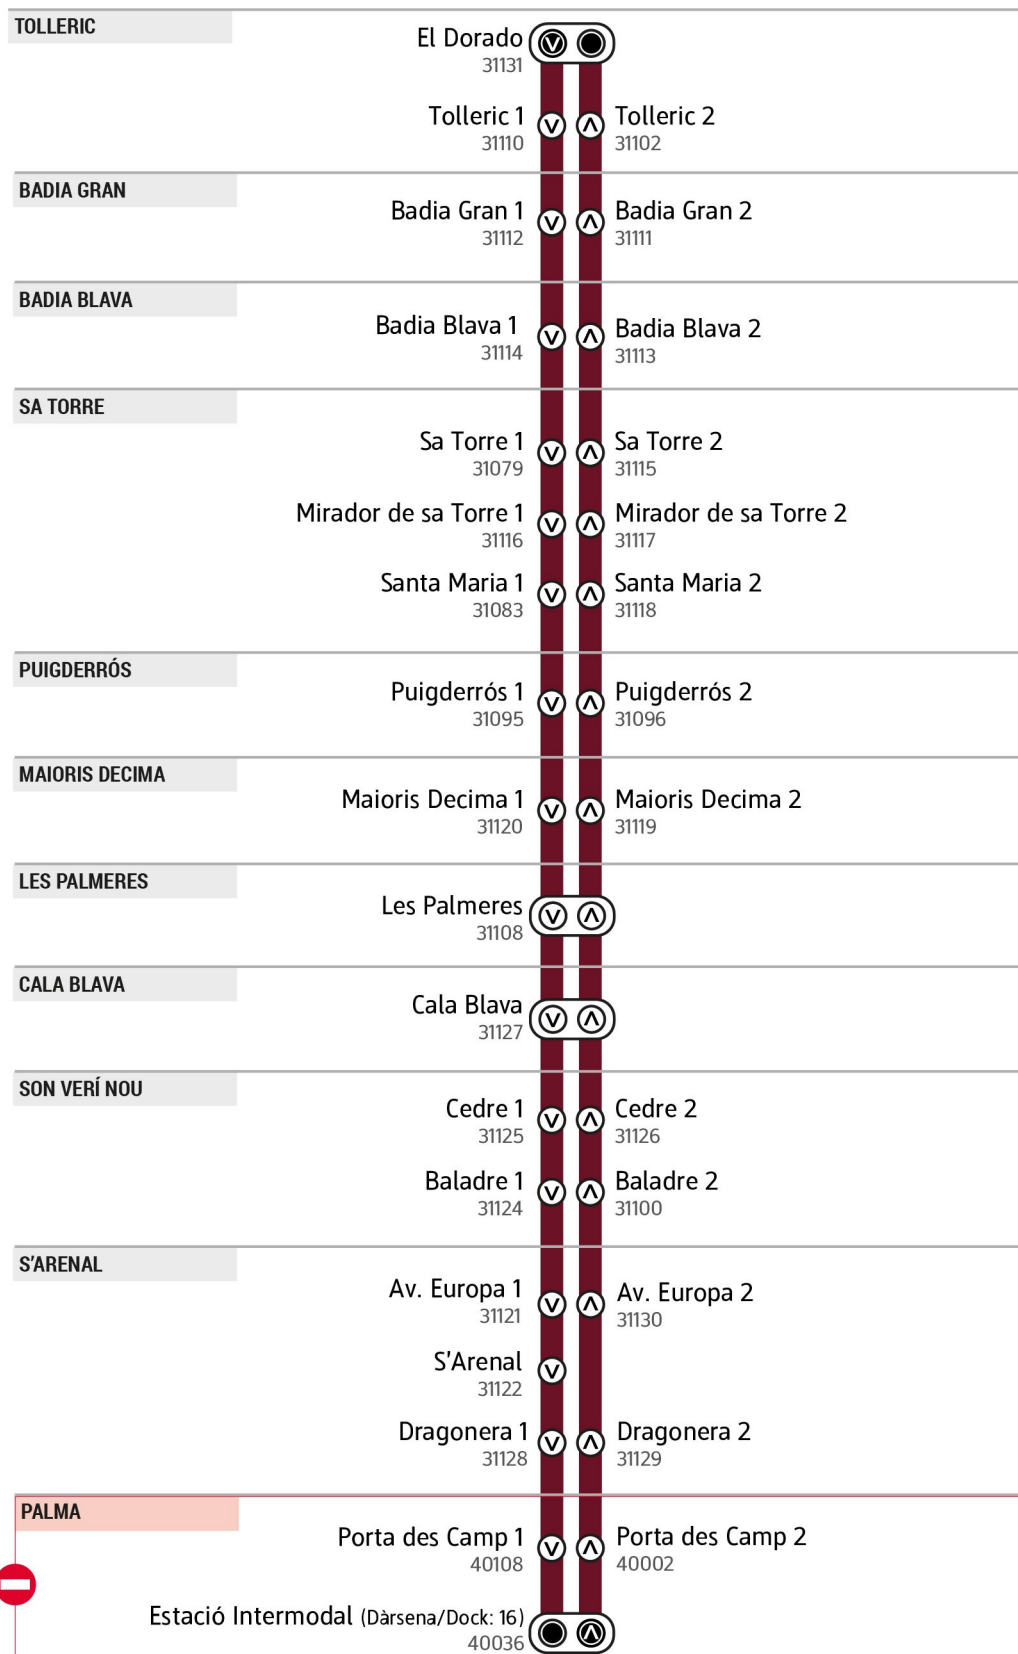 TOLLERIC
El Dorado
31131
Tolleric 1
31110
Tolleric 2
31102
BADIA GRAN
Badia Gran 1
31112
Badia Gran 2
31111
BADIA BLAVA
Badia Blava 1
31114
Badia Blava 2
31113
SA TORRE
Sa Torre 1
31079
Sa Torre 2
31115
Mirador de sa Torre 1
31116
Mirador de sa Torre 2
31117
Santa Maria 1
31083
Santa Maria 2
31118
PUIGDERRÓS
Puigderrós 1
31095
Puigderrós 2
31096
MAIORIS DECIMA
Maioris Decima 1
31120
Maioris Decima 2
31119
LES PALMERES
Les Palmeres
31108
CALA BLAVA
Cala Blava
31127
SON VERÍ NOU
Cedre 1
31125
Cedre 2
31126
Baladre 1
31124
Baladre 2
31100
S'ARENAL
Av. Europa 1
31121
Av. Europa 2
31130
S'Arenal
31122
Dragonera 1
31128
Dragonera 2
31129
PALMA
Porta des Camp 1
40108
Porta des Camp 2
40002
Estació Intermodal (Dàrsena/Dock: 16)
40036